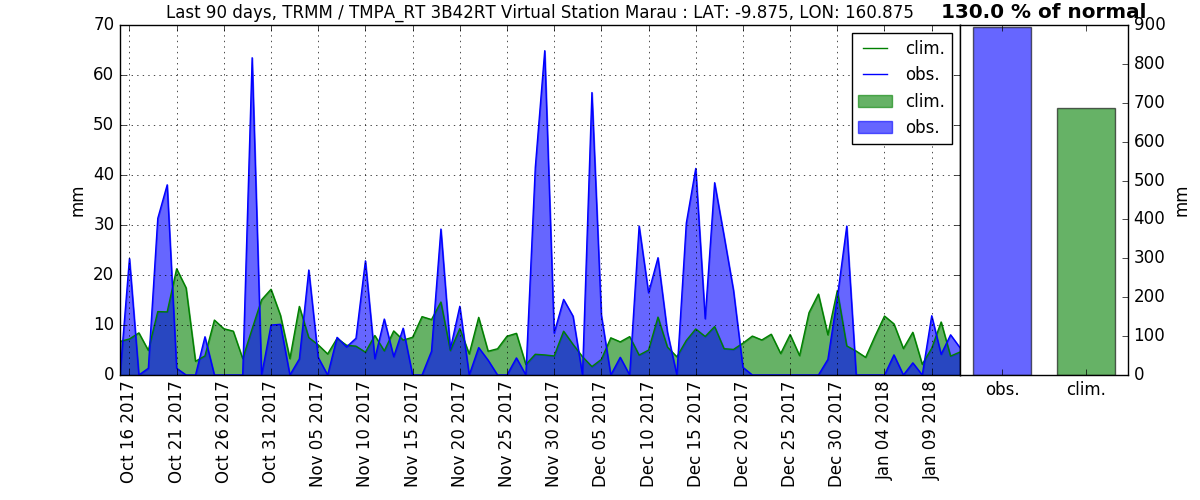 Last 90 days, TRMM / TMPA_RT 3B42RT Virtual Station Marau : LAT: -9.875, LON: 160.875
130.0 % of normal
70
60
50
40
30
20
10
0
mm
clim.
obs.
clim.
obs.
900
800
700
600
500
400
300
200
100
0
mm
Oct 16 2017
Oct 21 2017
Oct 26 2017
Oct 31 2017
Nov 05 2017
Nov 10 2017
Nov 15 2017
Nov 20 2017
Nov 25 2017
Nov 30 2017
Dec 05 2017
Dec 10 2017
Dec 15 2017
Dec 20 2017
Dec 25 2017
Dec 30 2017
Jan 04 2018
Jan 09 2018
obs.
clim.